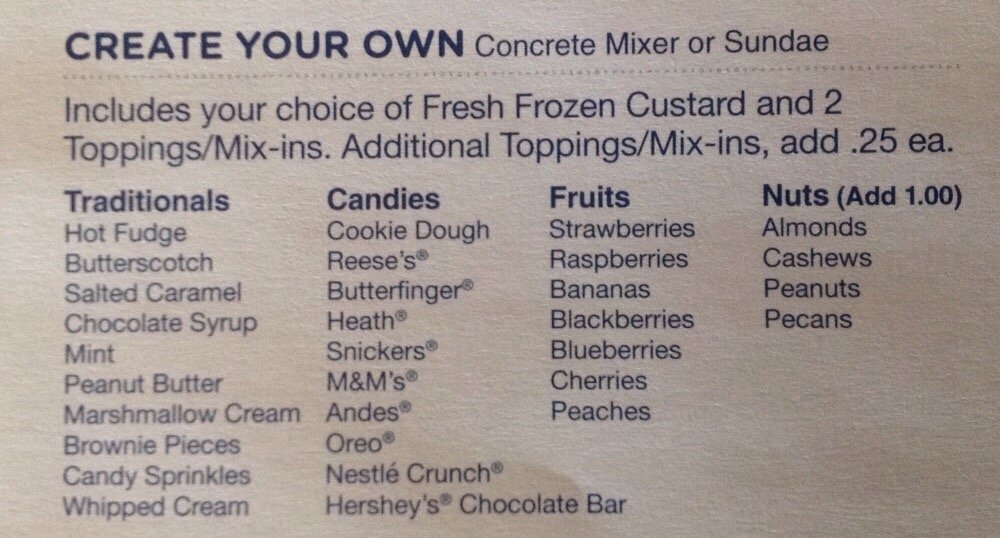 CREATE YOUR OWN Concrete Mixer or Sundae
Includes your choice of Fresh Frozen Custard and 2
Toppings/Mix-ins. Additional Toppings/Mix-ins, add .25 ea.
Traditionals
Hot Fudge
Butterscotch
Salted Caramel
Chocolate Syrup
Mint
Peanut Butter
Marshmallow Cream
Brownie Pieces
Candy Sprinkles
Whipped Cream
Candies
Cookie Dough
Reese's®
Butterfinger®
Heath®
Snickers®
M&M's®
Andes®
Oreo®
Nestlé Crunch®
Hershey's® Chocolate Bar
Fruits
Strawberries
Raspberries
Bananas
Blackberries
Blueberries
Cherries
Peaches
Nuts (Add 1.00)
Almonds
Cashews
Peanuts
Pecans